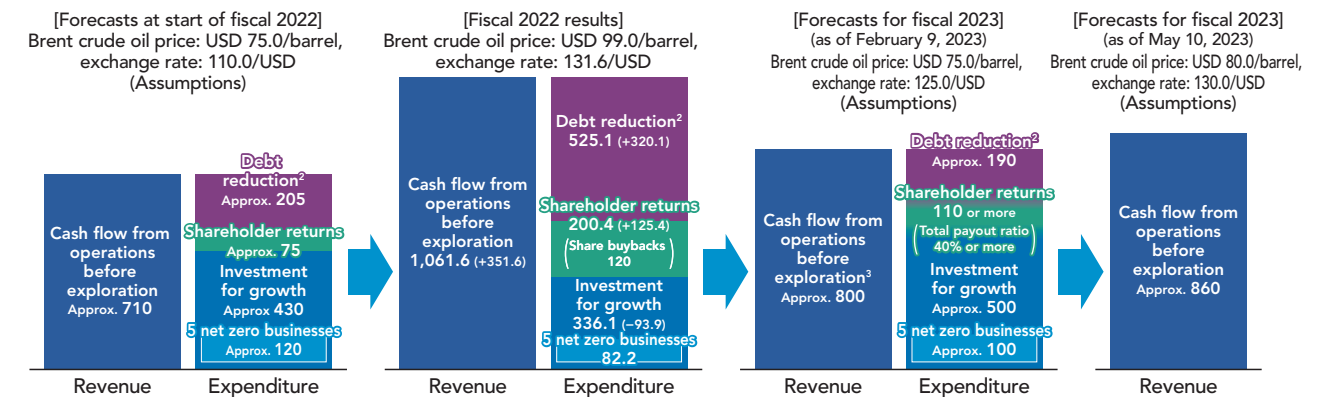 [Forecasts at start of fiscal 2022]
Brent crude oil price: USD 75.0/barrel,
exchange rate: 110.0/USD
(Assumptions)
Cash flow from
operations
before
exploration
Approx. 710
Revenue
Debt
reduction2
Approx. 205
Shareholder returns
Approx. 75
Investment
for growth
Approx 430
5 net zero businesses
Approx. 120
Expenditure
[Fiscal 2022 results]
Brent crude oil price: USD 99.0/barrel,
exchange rate: 131.6/USD
Cash flow from
operations
before
exploration
1,061.6 (+351.6)
Revenue
Debt reduction2
525.1 (+320.1)
Shareholder returns
200.4 (+125.4)
(Share buybacks
120)
Investment
for growth
336.1 (−93.9)
5 net zero businesses
82.2
Expenditure
[Forecasts for fiscal 2023]
(as of February 9, 2023)
Brent crude oil price: USD 75.0/barrel,
exchange rate: 125.0/USD
(Assumptions)
Cash flow from
operations
before
exploration3
Approx. 800
Revenue
Debt reduction2
Approx. 190
Shareholder returns
110 or more
(Total payout ratio
40% or more)
Investment
for growth
Approx. 500
5 net zero businesses
Approx. 100
Expenditure
[Forecasts for fiscal 2023]
(as of May 10, 2023)
Brent crude oil price: USD 80.0/barrel,
exchange rate: 130.0/USD
(Assumptions)
Cash flow from
operations
before
exploration
Approx. 860
Revenue